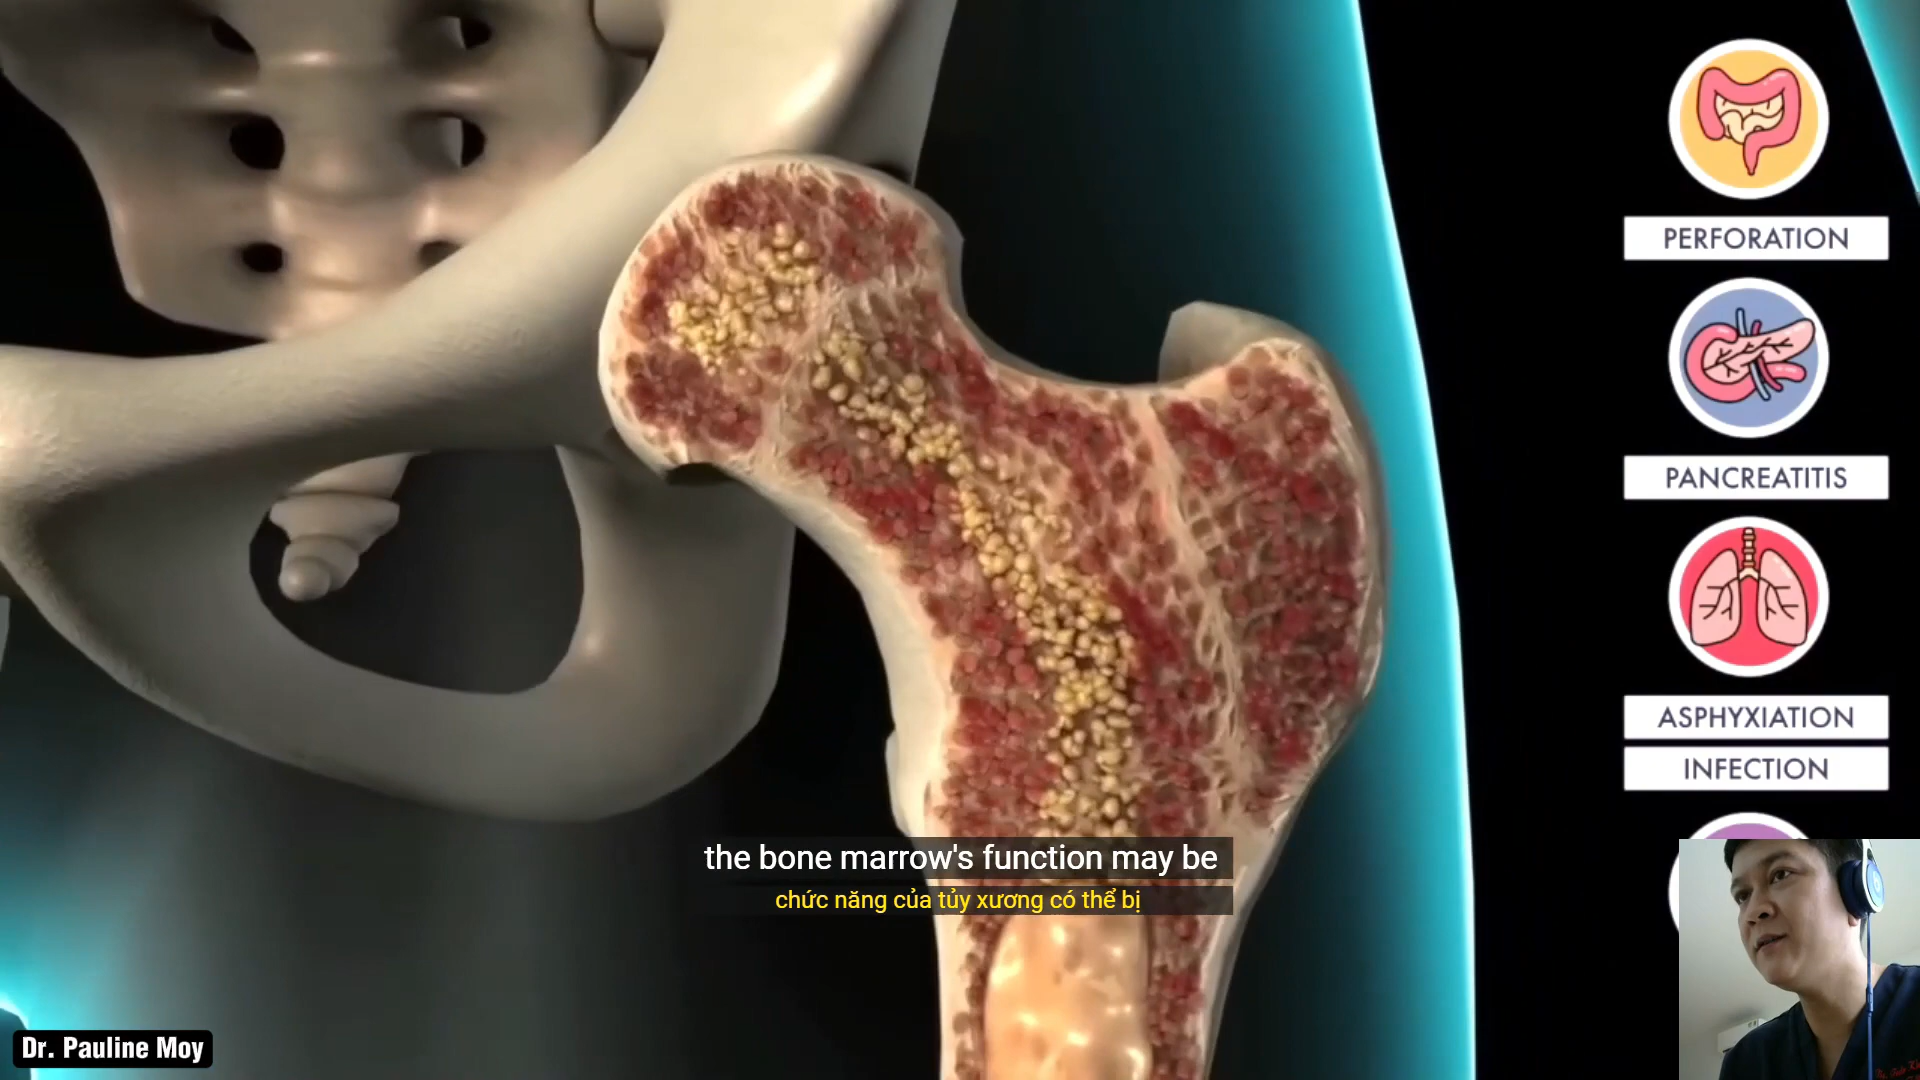 PERFORATION
PANCREATITIS
ASPHYXIATION
INFECTION
the bone marrow's function may be
chức năng của tủy xương có thể bị
Dr. Pauline Moy